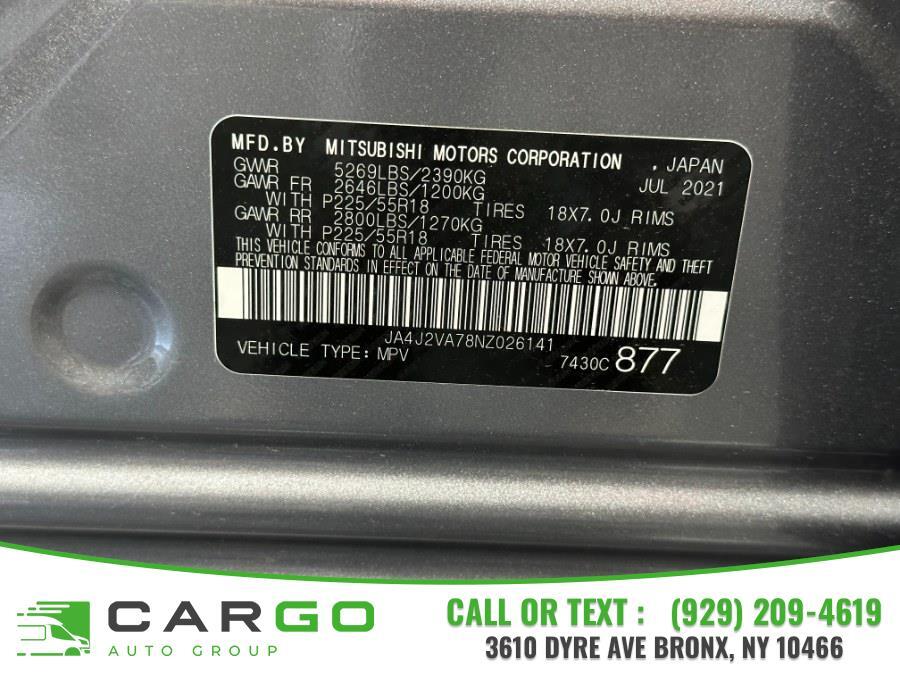 MFD.BY MITSUBISHI MOTORS CORPORATION , JAPAN
GVWR 5269LBS/2390KG JUL 2021
GAWR FR 2646LBS/1200KG
WITH P225/55R18 TIRES 18X7.0J RIMS
GAWR RR 2800LBS/1270KG
WITH P225/55R18 TIRES 18X7.0J RIMS
THIS VEHICLE CONFORMS TO ALL APPLICABLE FEDERAL MOTOR VEHICLE SAFETY AND THEFT
PREVENTION STANDARDS IN EFFECT ON THE DATE OF MANUFACTURE SHOWN ABOVE.
JA4J2VA78NZ026141
VEHICLE TYPE: MPV 7430C 877
CARGO
AUTO GROUP
CALL OR TEXT : (929) 209-4619
3610 DYRE AVE BRONX, NY 10466